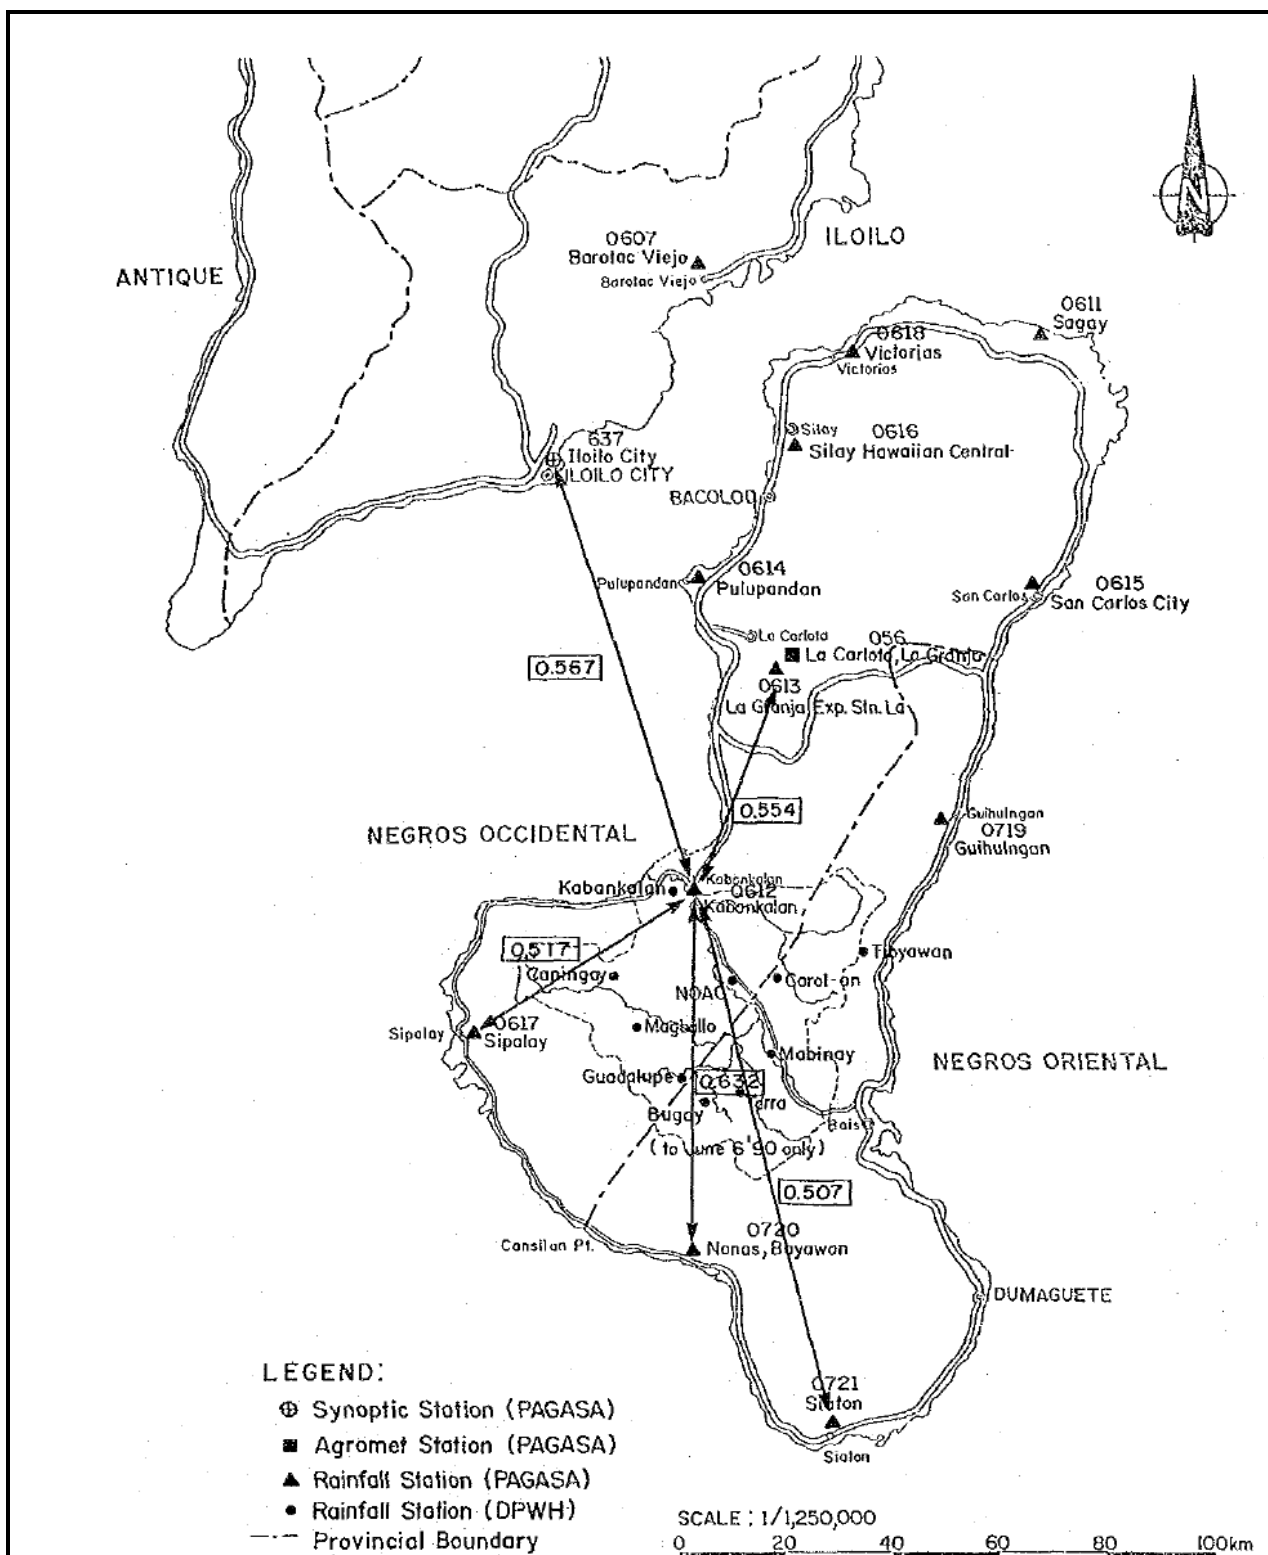 ILOILO
0607
Barotac Viejo
Barotac Viejo
ANTIQUE
0611
Sagay
0618
Victorias
Victorias
Silay
0616
Silay Hawaiian Central
637
Iloilo City
ILOILO CITY
BACOLOD
Pulupandan
0614
Pulupandan
San Carlos
0615
San Carlos City
La Carlota
056
La Carlota, La Granja
0.567
0613
La Granja Exp. Stn. La
0.554
NEGROS OCCIDENTAL
Guihulngan
0719
Guihulngan
Kabankalan
Kabankalan
0612
Kabankalan
0.517
Tibyawan
Capingay
NOAC
Carol-an
Sipalay
0617
Sipalay
Magballo
Mabinay
NEGROS ORIENTAL
Guadalupe
0.632
Bugay
Bais
(to June 6 '90 only)
0.507
Cansilan Pt.
0720
Nanas, Bayawan
DUMAGUETE
0721
Siaton
Siaton
LEGEND:
Synoptic Station (PAGASA)
Agromet Station (PAGASA)
Rainfall Station (PAGASA)
Rainfall Station (DPWH)
Provincial Boundary
SCALE : 1/1,250,000
0 20 40 60 80 100km
N